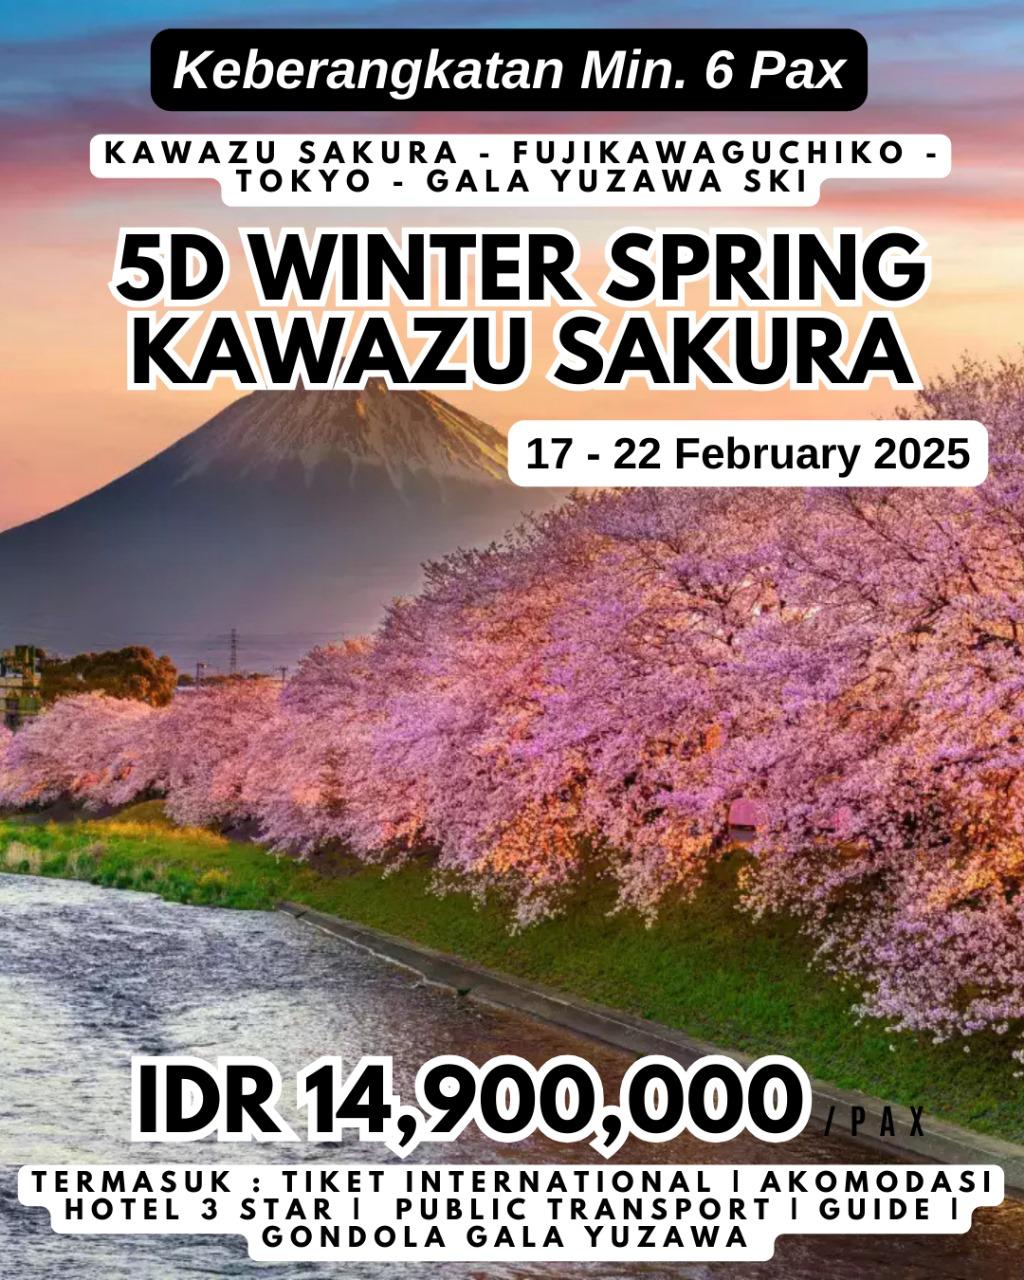 Keberangkatan Min. 6 Pax
KAWAZU SAKURA - FUJIKAWAGUCHIKO -
TOKYO - GALA YUZAWA SKI
5D WINTER SPRING
KAWAZU SAKURA
17 - 22 February 2025
IDR 14,900,000 /PAX
TERMASUK : TIKET INTERNATIONAL | AKOMODASI
HOTEL 3 STAR | PUBLIC TRANSPORT | GUIDE |
GONDOLA GALA YUZAWA